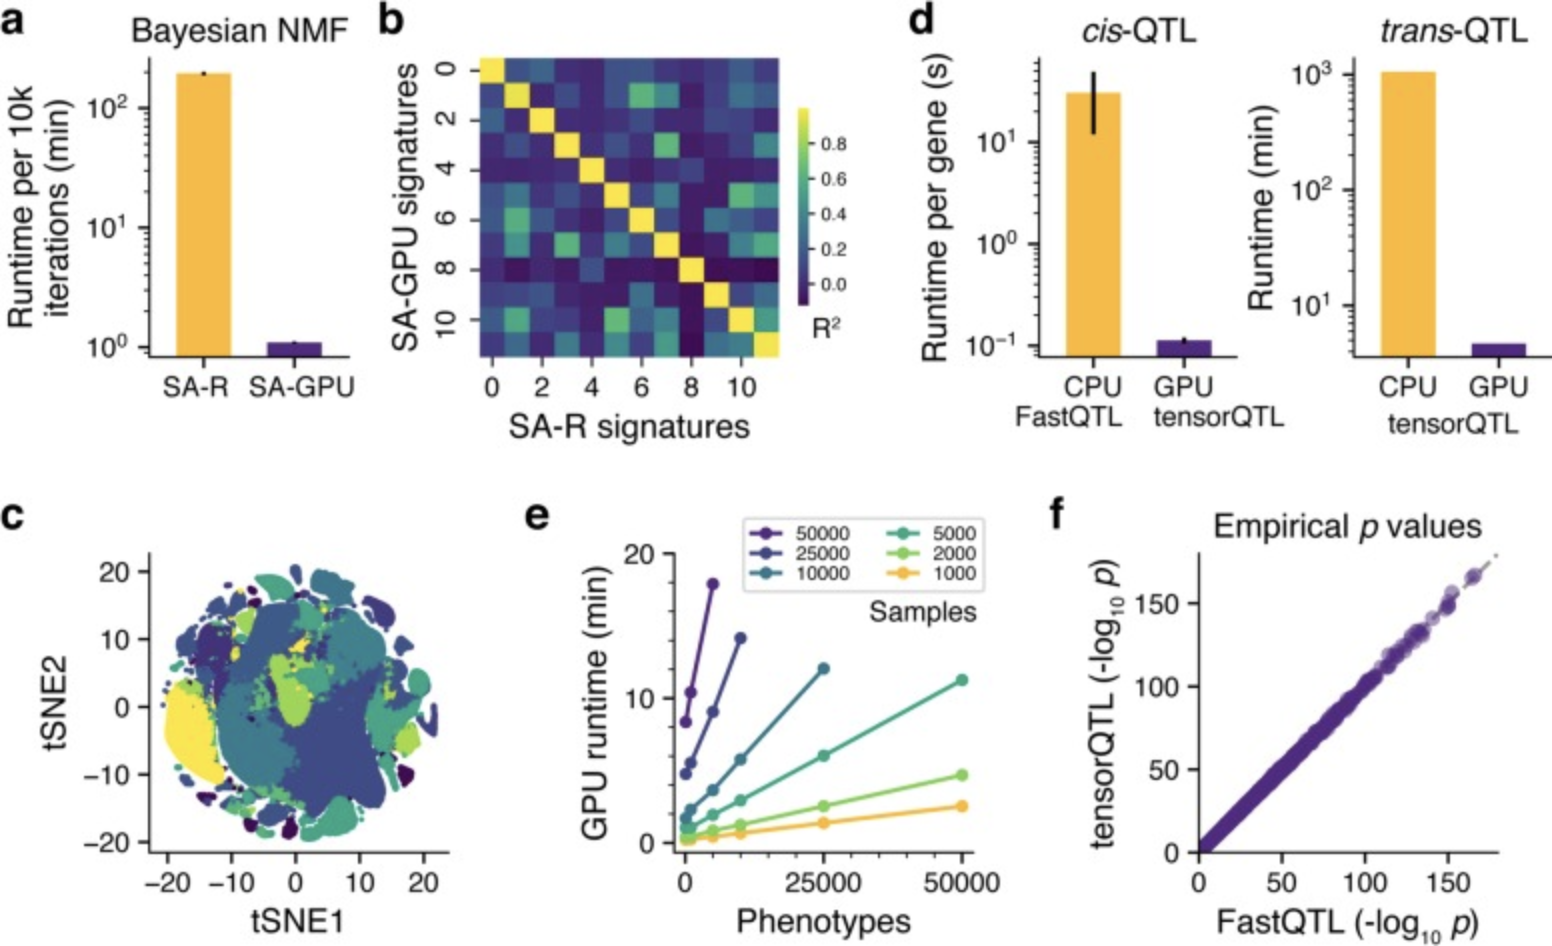 a
Bayesian NMF
Runtime per 10k
iterations (min)
10²
10¹
10⁰
SA-R
SA-GPU
b
SA-GPU signatures
0
2
4
6
8
10
0 2 4 6 8 10
SA-R signatures
0.8
0.6
0.4
0.2
0.0
R²
d
cis-QTL
Runtime per gene (s)
10¹
10⁰
10⁻¹
CPU GPU
FastQTL tensorQTL
trans-QTL
Runtime (min)
10³
10²
10¹
CPU GPU
tensorQTL
c
tSNE2
20
10
0
−10
−20
−20 −10 0 10 20
tSNE1
e
50000 5000
25000 2000
10000 1000
Samples
GPU runtime (min)
20
10
0
0 25000 50000
Phenotypes
f
Empirical p values
tensorQTL (-log₁₀ p)
150
100
50
0
0 50 100 150
FastQTL (-log₁₀ p)